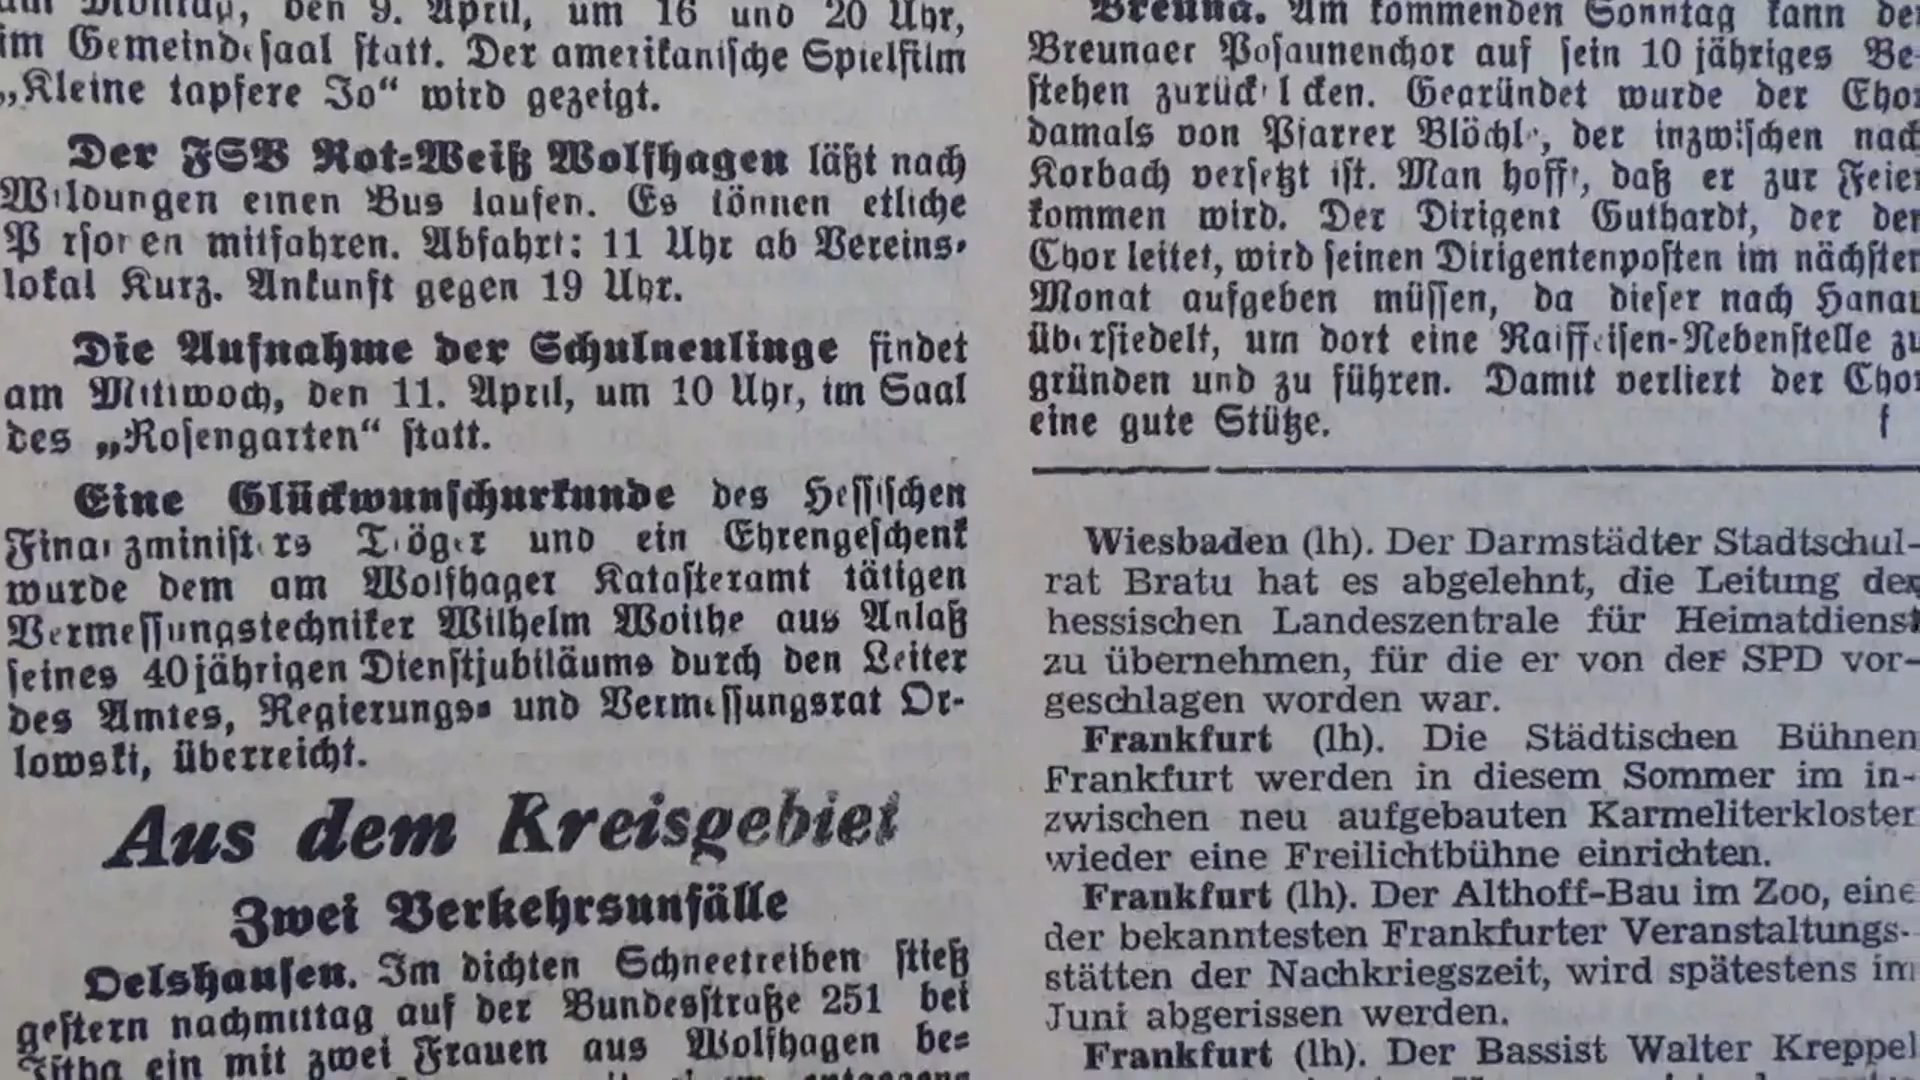 am Montag, den 9. April, um 16 und 20 Uhr,
im Gemeindesaal statt. Der amerikanische Spielfilm
„Kleine tapfere Jo“ wird gezeigt.
Der FSV Rot-Weiß Wolfhagen läßt nach
Wildungen einen Bus laufen. Es können etliche
Personen mitfahren. Abfahrt: 11 Uhr ab Vereins-
lokal Kurz. Ankunft gegen 19 Uhr.
Die Aufnahme der Schulneulinge findet
am Mittwoch, den 11. April, um 10 Uhr, im Saal
des „Rosengarten“ statt.
Eine Glückwunschurkunde des Hessischen
Finanzministers Tröger und ein Ehrengeschenk
wurde dem am Wolfhager Katasteramt tätigen
Vermessungstechniker Wilhelm Woithe aus Anlaß
seines 40jährigen Dienstjubiläums durch den Leiter
des Amtes, Regierungs- und Vermessungsrat Or-
lowski, überreicht.
Aus dem Kreisgebiet
Zwei Verkehrsunfälle
Oelshausen. Im dichten Schneetreiben stieß
gestern nachmittag auf der Bundesstraße 251 bei
Istha ein mit zwei Frauen aus Wolfhagen be-
Breuna. Am kommenden Sonntag kann der
Breunaer Posaunenchor auf sein 10 jähriges Be-
stehen zurückblicken. Gegründet wurde der Chor
damals von Pfarrer, der inzwischen nach
Korbach versetzt ist. Man hofft, daß er zur Feier
kommen wird. Der Dirigent Guthardt, der den
Chor leitet, wird seinen Dirigentenposten im nächsten
Monat aufgeben müssen, da dieser nach Hanau
übersiedelt, um dort eine Raiffeisen-Nebenstelle zu
gründen und zu führen. Damit verliert der Chor
eine gute Stütze. f
Wiesbaden (lh). Der Darmstädter Stadtschul-
rat Bratu hat es abgelehnt, die Leitung der
hessischen Landeszentrale für Heimatdienst
zu übernehmen, für die er von der SPD vor-
geschlagen worden war.
Frankfurt (lh). Die Städtischen Bühnen
Frankfurt werden in diesem Sommer im in-
zwischen neu aufgebauten Karmeliterkloster
wieder eine Freilichtbühne einrichten.
Frankfurt (lh). Der Althoff-Bau im Zoo, eine
der bekanntesten Frankfurter Veranstaltungs-
stätten der Nachkriegszeit, wird spätestens im
Juni abgerissen werden.
Frankfurt (lh). Der Bassist Walter Kreppel